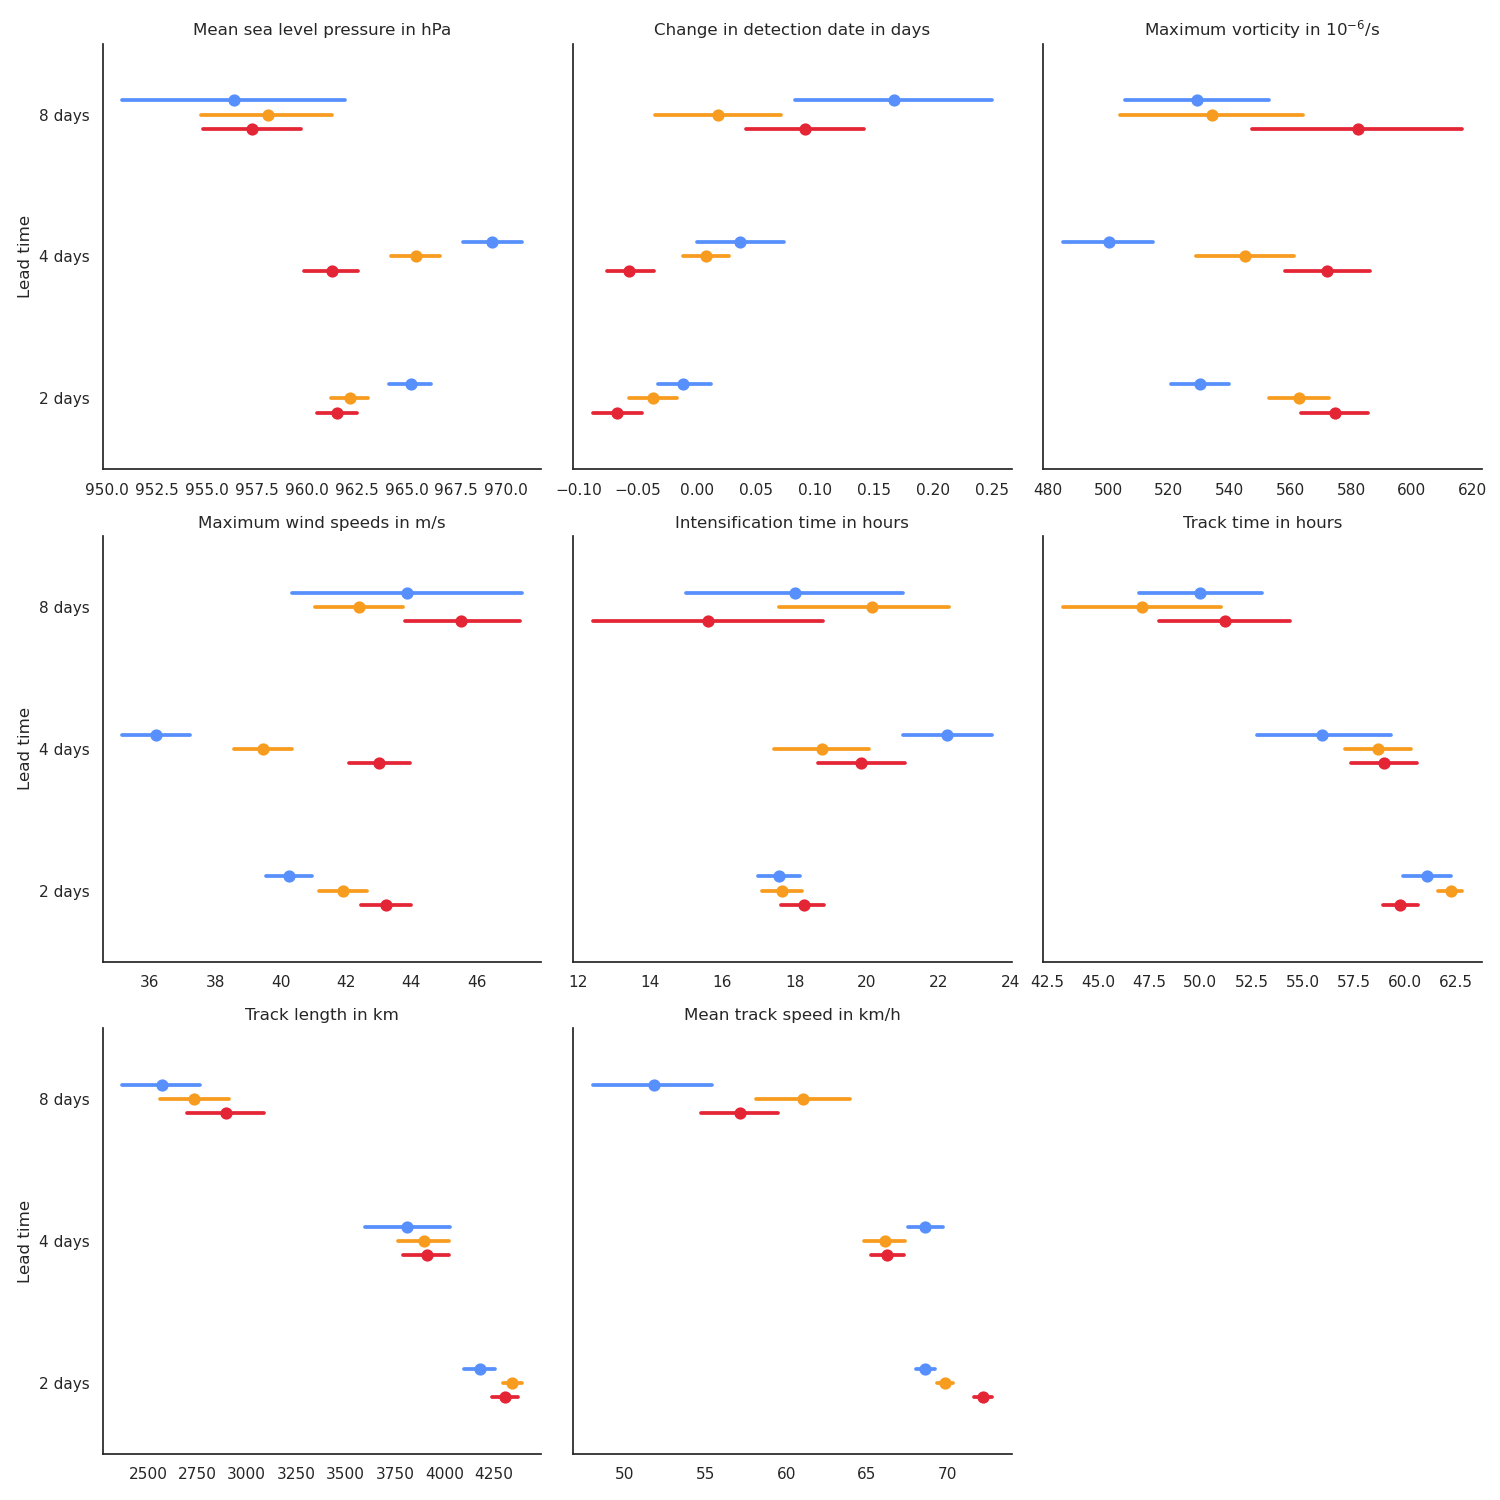 Mean sea level pressure in hPa
Change in detection date in days
Maximum vorticity in 10⁻⁶/s
Lead time
8 days
4 days
2 days
950.0 952.5 955.0 957.5 960.0 962.5 965.0 967.5 970.0
−0.10 −0.05 0.00 0.05 0.10 0.15 0.20 0.25
480 500 520 540 560 580 600 620
Maximum wind speeds in m/s
Intensification time in hours
Track time in hours
Lead time
8 days
4 days
2 days
36 38 40 42 44 46
12 14 16 18 20 22 24
42.5 45.0 47.5 50.0 52.5 55.0 57.5 60.0 62.5
Track length in km
Mean track speed in km/h
Lead time
8 days
4 days
2 days
2500 2750 3000 3250 3500 3750 4000 4250
50 55 60 65 70